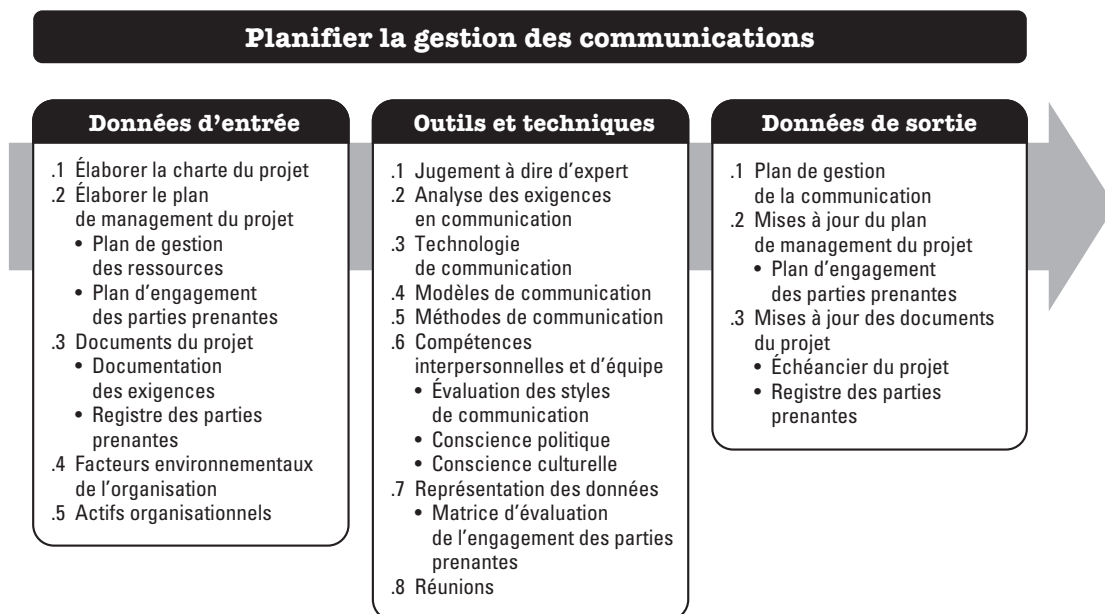 Planifier la gestion des communications
Données d'entrée
.1 Élaborer la charte du projet
.2 Élaborer le plan
de management du projet
• Plan de gestion
des ressources
• Plan d'engagement
des parties prenantes
.3 Documents du projet
• Documentation
des exigences
• Registre des parties
prenantes
.4 Facteurs environnementaux
de l'organisation
.5 Actifs organisationnels
Outils et techniques
.1 Jugement à dire d'expert
.2 Analyse des exigences
en communication
.3 Technologie
de communication
.4 Modèles de communication
.5 Méthodes de communication
.6 Compétences
interpersonnelles et d'équipe
• Évaluation des styles
de communication
• Conscience politique
• Conscience culturelle
.7 Représentation des données
• Matrice d'évaluation
de l'engagement des parties
prenantes
.8 Réunions
Données de sortie
.1 Plan de gestion
de la communication
.2 Mises à jour du plan
de management du projet
• Plan d'engagement
des parties prenantes
.3 Mises à jour des documents
du projet
• Échéancier du projet
• Registre des parties
prenantes